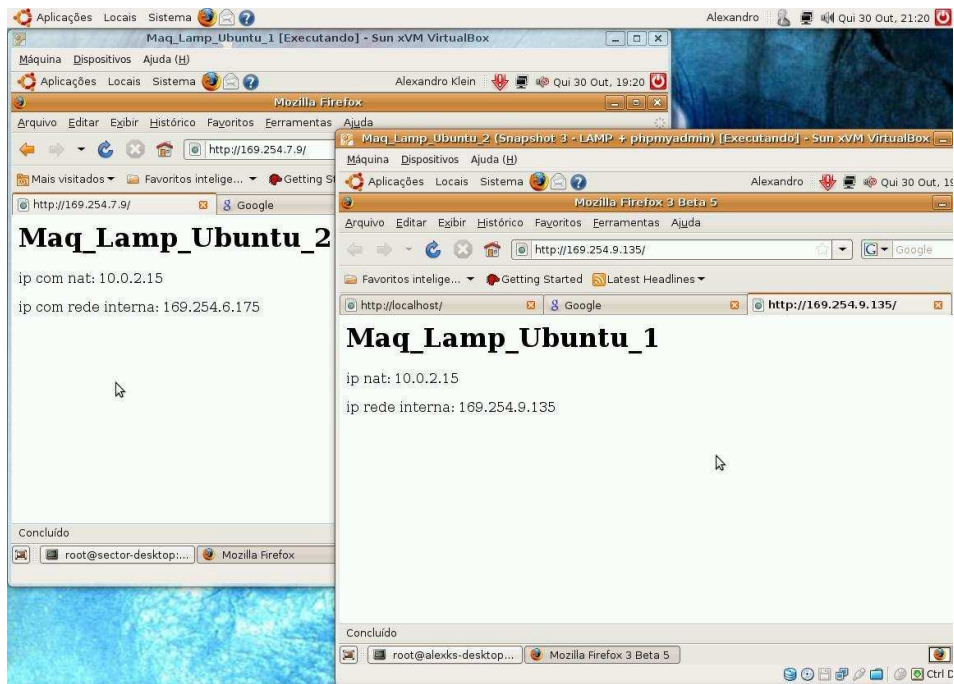 Aplicações Locais Sistema
Alexandro Qui 30 Out, 21:20
Maq_Lamp_Ubuntu_1 [Executando] - Sun xVM VirtualBox
Máquina Dispositivos Ajuda (H)
Aplicações Locais Sistema Alexandro Klein Qui 30 Out, 19:20
Mozilla Firefox
Arquivo Editar Exibir Histórico Favoritos Ferramentas Ajuda
http://169.254.7.9/
Mais visitados Favoritos intelige... Getting St
http://169.254.7.9/ Google
Maq_Lamp_Ubuntu_2
ip com nat: 10.0.2.15
ip com rede interna: 169.254.6.175
Concluído
root@sector-desktop:... Mozilla Firefox
Maq_Lamp_Ubuntu_2 (Snapshot 3 - LAMP + phpmyadmin) [Executando] - Sun xVM VirtualBox
Máquina Dispositivos Ajuda (H)
Aplicações Locais Sistema Alexandro Qui 30 Out, 19
Mozilla Firefox 3 Beta 5
Arquivo Editar Exibir Histórico Favoritos Ferramentas Ajuda
http://169.254.9.135/ Google
Favoritos intelige... Getting Started Latest Headlines
http://localhost/ Google http://169.254.9.135/
Maq_Lamp_Ubuntu_1
ip nat: 10.0.2.15
ip rede interna: 169.254.9.135
Concluído
root@alexks-desktop... Mozilla Firefox 3 Beta 5
Ctrl D